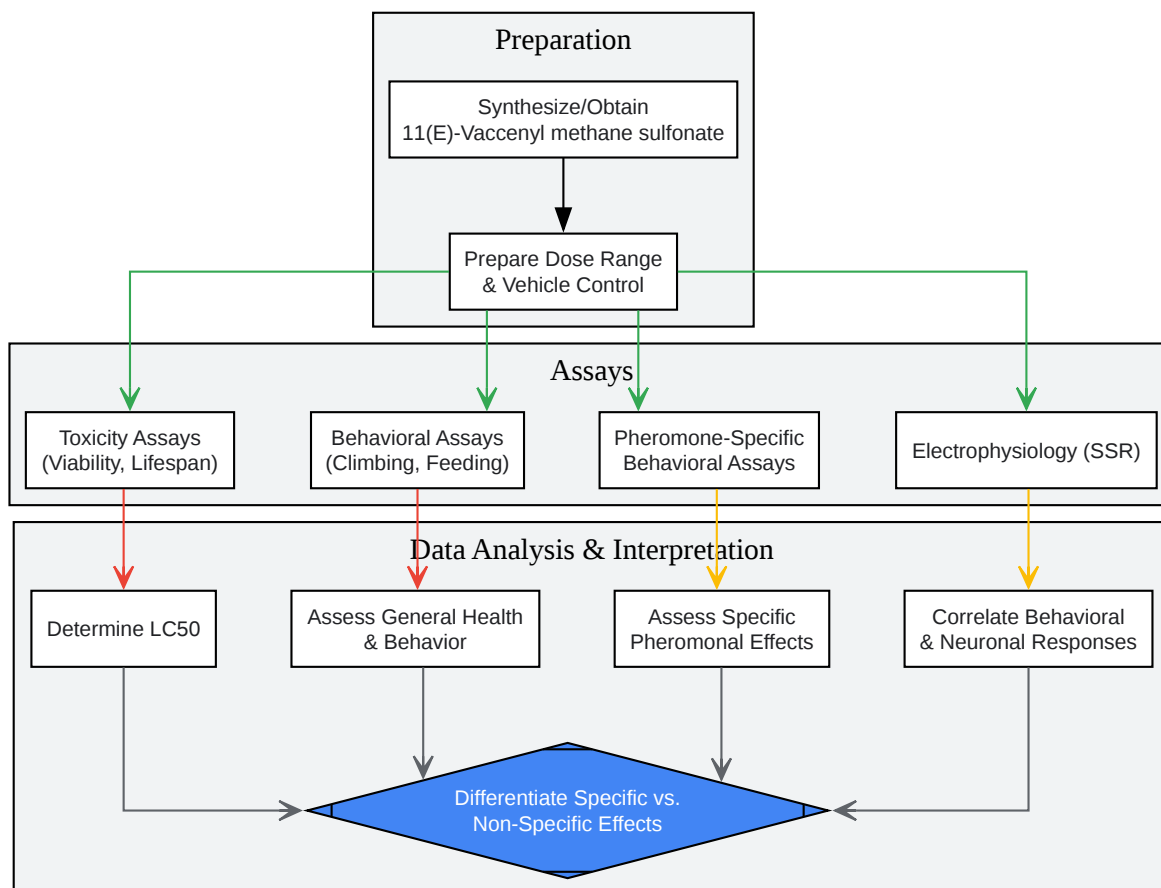 Preparation
Synthesize/Obtain
11(E)-Vaccenyl methane sulfonate
Prepare Dose Range
& Vehicle Control
Assays
Toxicity Assays
(Viability, Lifespan)
Behavioral Assays
(Climbing, Feeding)
Pheromone-Specific
Behavioral Assays
Electrophysiology (SSR)
Data Analysis & Interpretation
Determine LC50
Assess General Health
& Behavior
Assess Specific
Pheromonal Effects
Correlate Behavioral
& Neuronal Responses
Differentiate Specific vs.
Non-Specific Effects